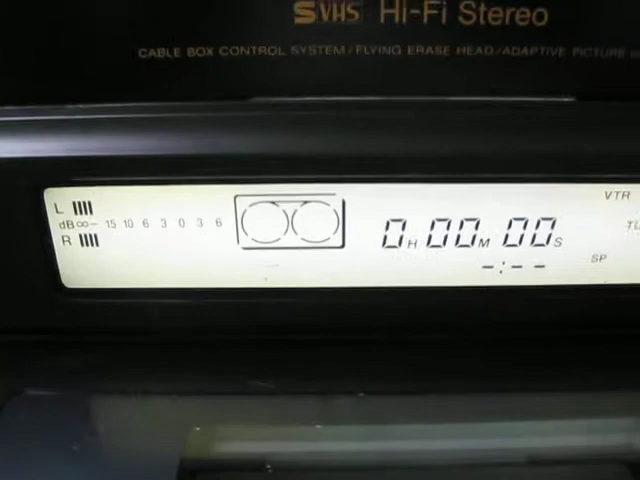 SVHS Hi-Fi Stereo
CABLE BOX CONTROL SYSTEM/FLYING ERASE HEAD/ADAPTIVE PICTURE
VTR
L
dB∞- 15 10 6 3 0 3 6
R
0H 00M 00S
-:--
SP